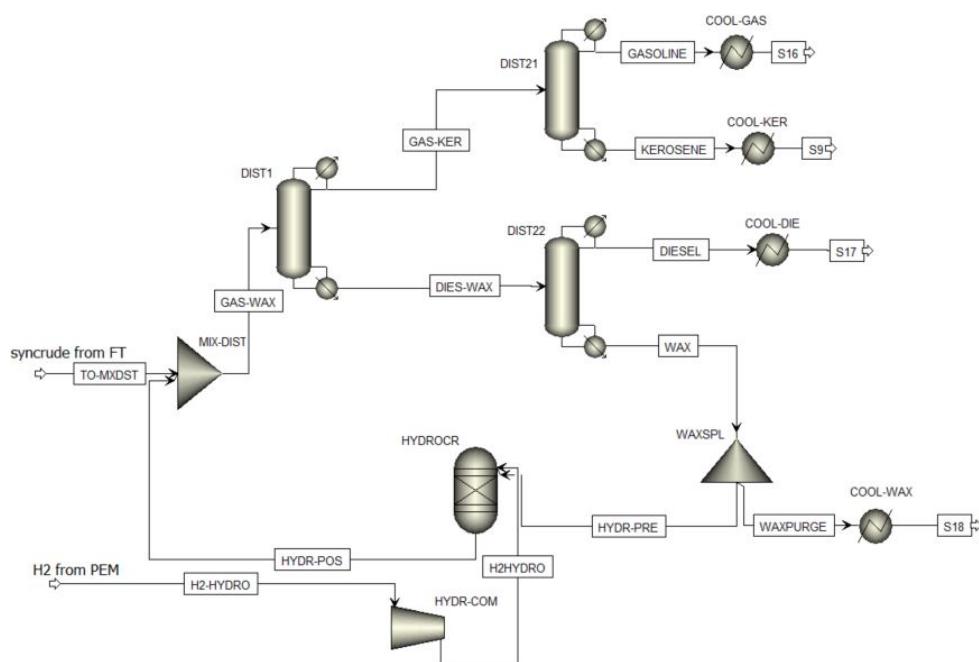 COOL-GAS
GASOLINE
S16
DIST21
COOL-KER
GAS-KER
KEROSENE
S9
DIST1
COOL-DIE
DIST22
DIESEL
S17
GAS-WAX
DIES-WAX
MIX-DIST
WAX
syncrude from FT
TO-MXDST
HYDROCR
WAXSPL
COOL-WAX
HYDR-PRE
WAXPURGE
S18
HYDR-POS
H2HYDRO
H2 from PEM
H2-HYDRO
HYDR-COM